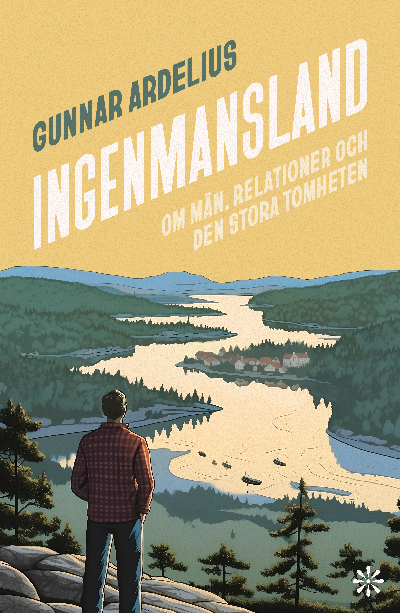 GUNNAR ARDELIUS
INGENMANSLAND
OM MÄN, RELATIONER OCH
DEN STORA TOMHETEN